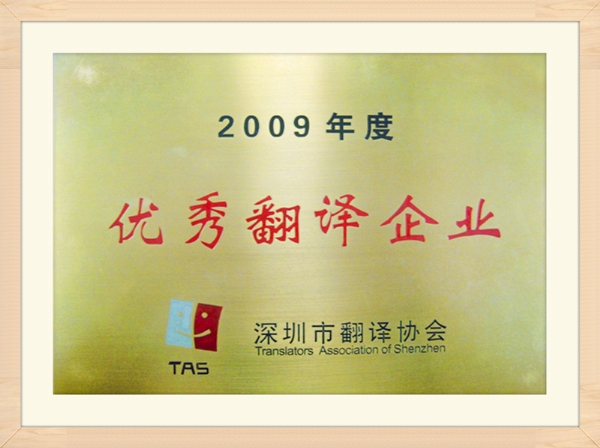 2009年度
优秀翻译企业
TAS
深圳市翻译协会
Translators Association of Shenzhen